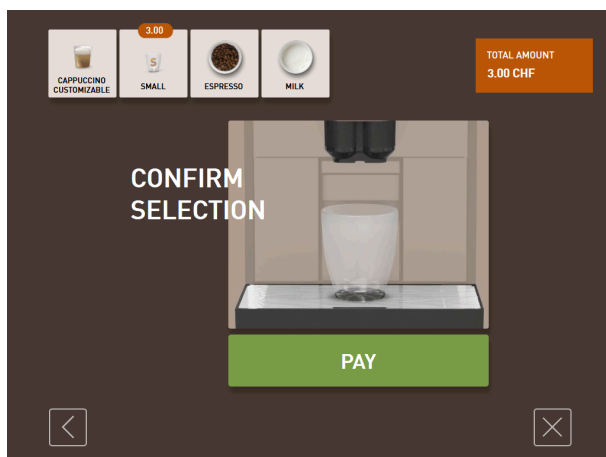 3.00
S
CAPPUCCINO
CUSTOMIZABLE
SMALL
ESPRESSO
MILK
TOTAL AMOUNT
3.00 CHF
CONFIRM
SELECTION
PAY